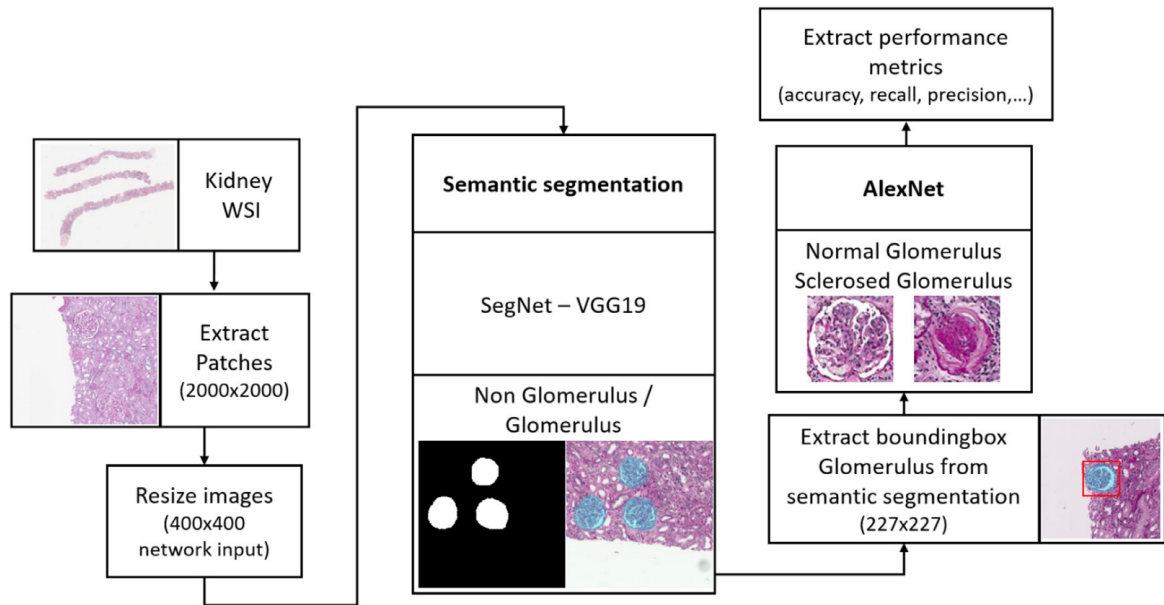 Kidney
WSI
Extract
Patches
(2000x2000)
Resize images
(400x400
network input)
Semantic segmentation
SegNet – VGG19
Non Glomerulus /
Glomerulus
Extract boundingbox
Glomerulus from
semantic segmentation
(227x227)
AlexNet
Normal Glomerulus
Sclerosed Glomerulus
Extract performance
metrics
(accuracy, recall, precision,...)